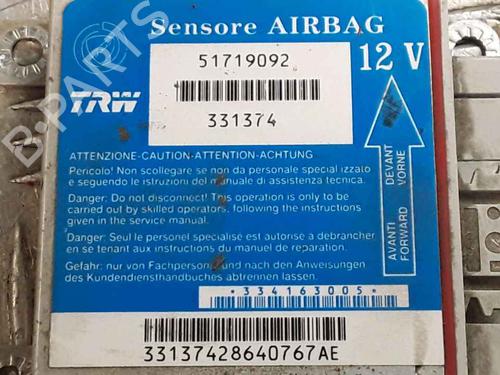 Sensore AIRBAG
51719092
12 V
TRW
331374
ATTENZIONE-CAUTION-ATTENTION-ACHTUNG
Pericolo! Non scollegare se non da personale specializzato
e seguendo le istruzioni del manuale di assistenza tecnica.
Danger: Do not disconnect! This operation is only to be
carried out by skilled operators, following the instructions
given in the service manual.
Danger: Seul le personel spécialisé est autorisé a débrancher
en se tenant aux instructions du manuel de reparation.
Gefahr: nur von Fachpersonal und nach den Anweisungen
des Kundendiensthandbuches abtrennen lassen.
AVANTI DEVANT
FORWARD VORNE
*334163005*
33137428640767AE
B-PARTS